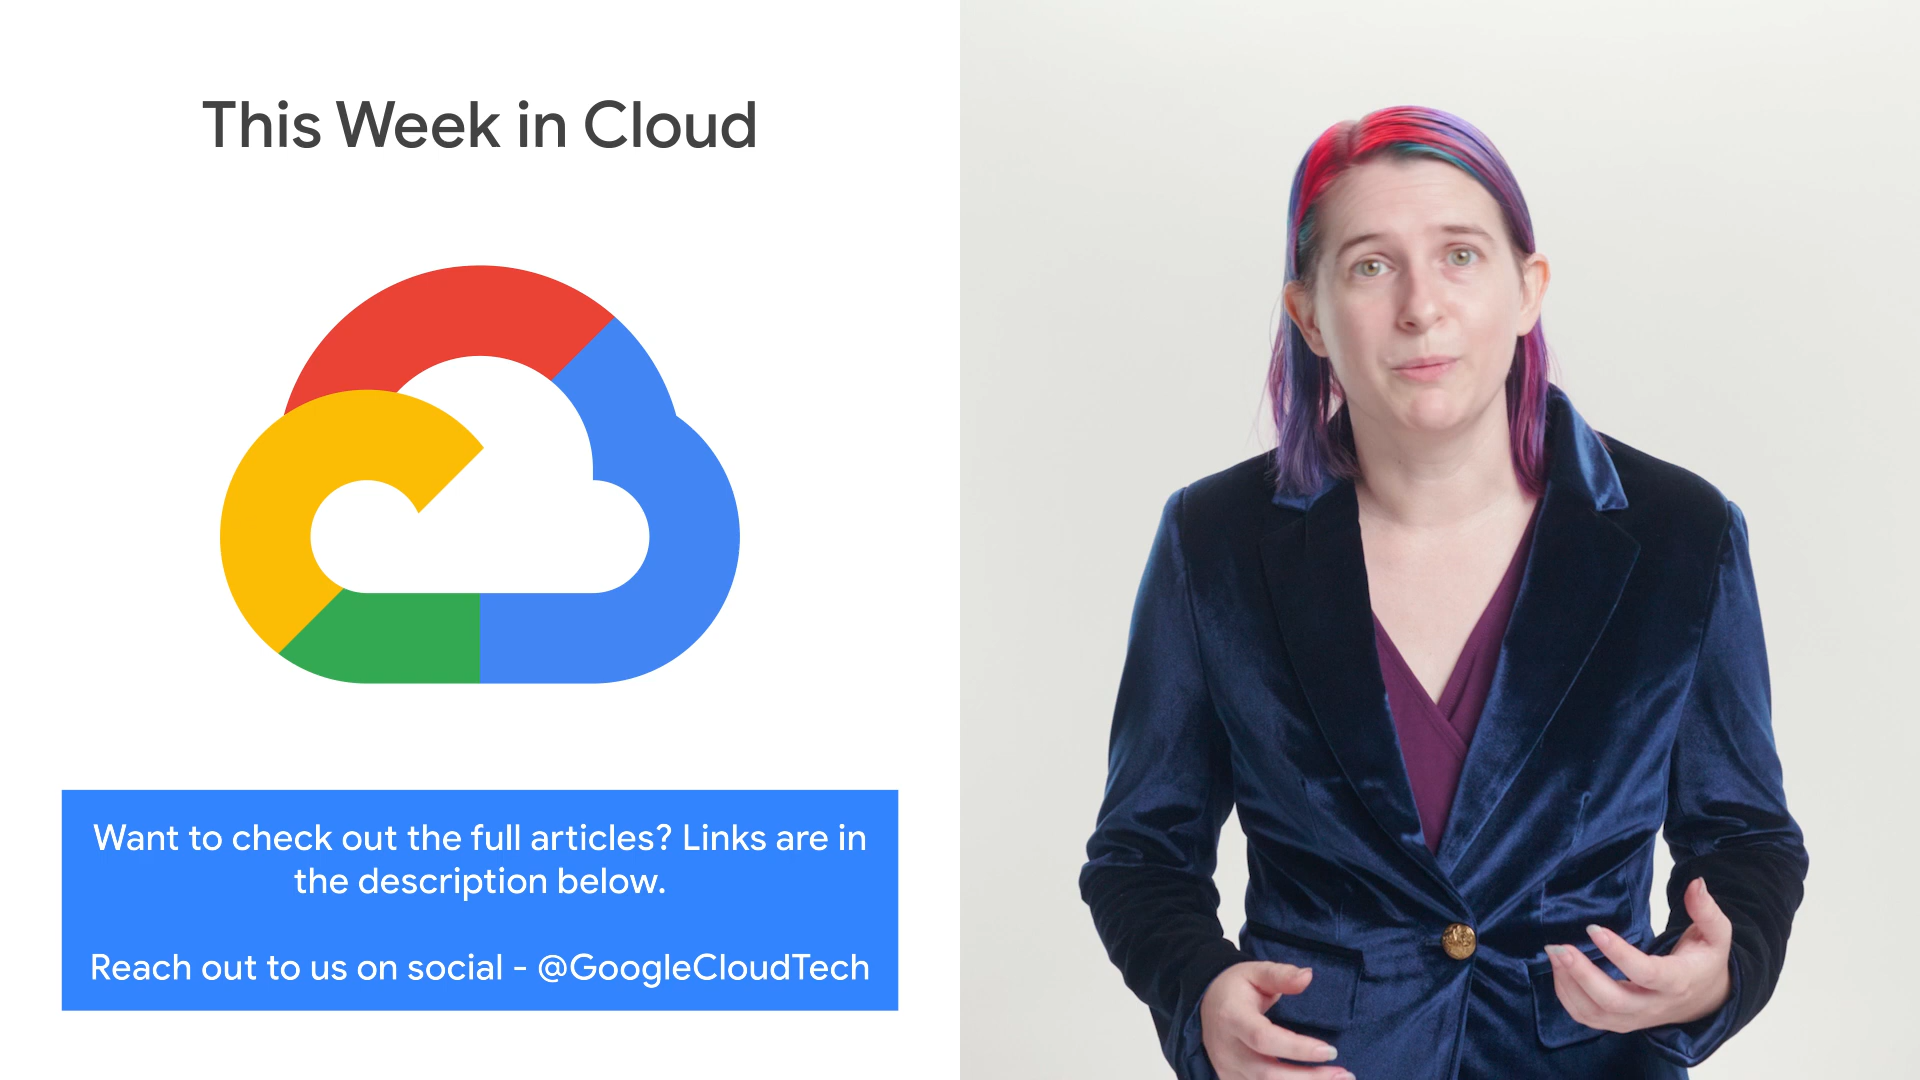 This Week in Cloud
Want to check out the full articles? Links are in
the description below.
Reach out to us on social - @GoogleCloudTech